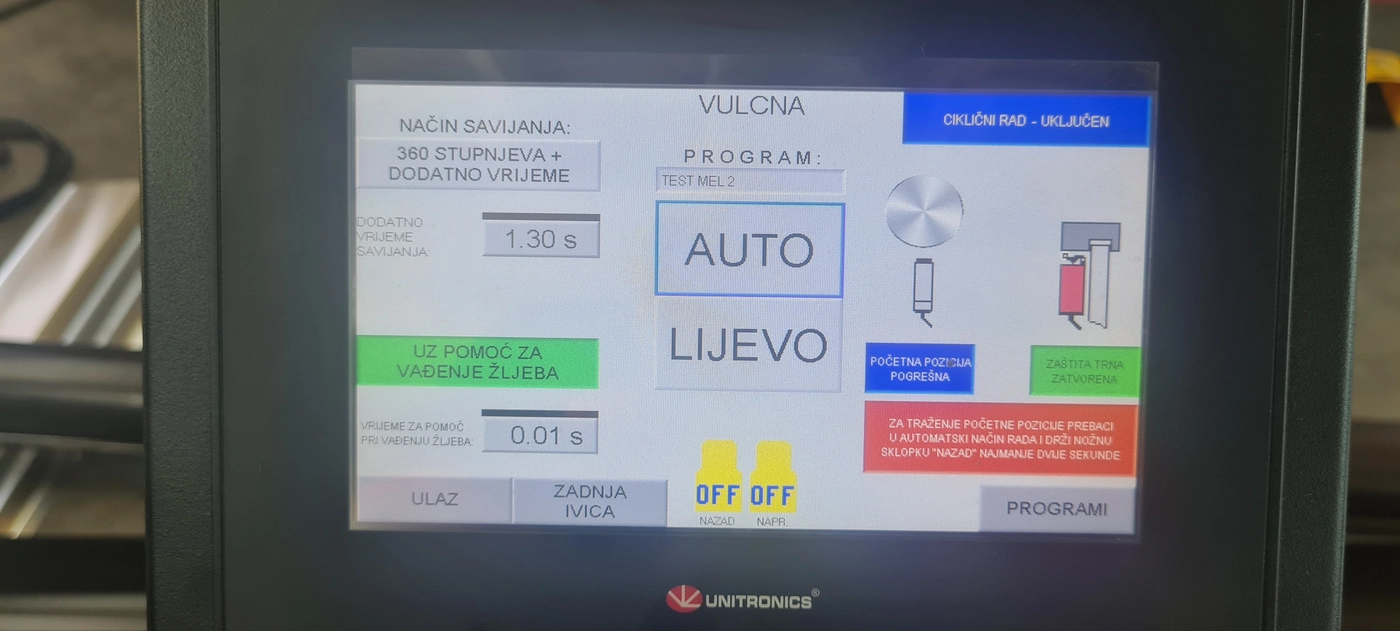 VULCNA
CIKLIČNI RAD - UKLJUČEN
NAČIN SAVIJANJA:
360 STUPNJEVA +
DODATNO VRIJEME
PROGRAM:
TEST MEL 2
DODATNO
VRIJEME
SAVIJANJA:
1.30 s
AUTO
LIJEVO
UZ POMOĆ ZA
VAĐENJE ŽLJEBA
POČETNA POZICIJA
POGREŠNA
ZAŠTITA TRNA
ZATVORENA
VRIJEME ZA POMOĆ
PRI VAĐENJU ŽLJEBA:
0.01 s
ZA TRAŽENJE POČETNE POZICIJE PREBACI
U AUTOMATSKI NAČIN RADA I DRŽI NOŽNU
SKLOPKU "NAZAD" NAJMANJE DVIJE SEKUNDE
ULAZ
ZADNJA
IVICA
OFF OFF
NAZAD NAPR.
PROGRAMI
UNITRONICS®